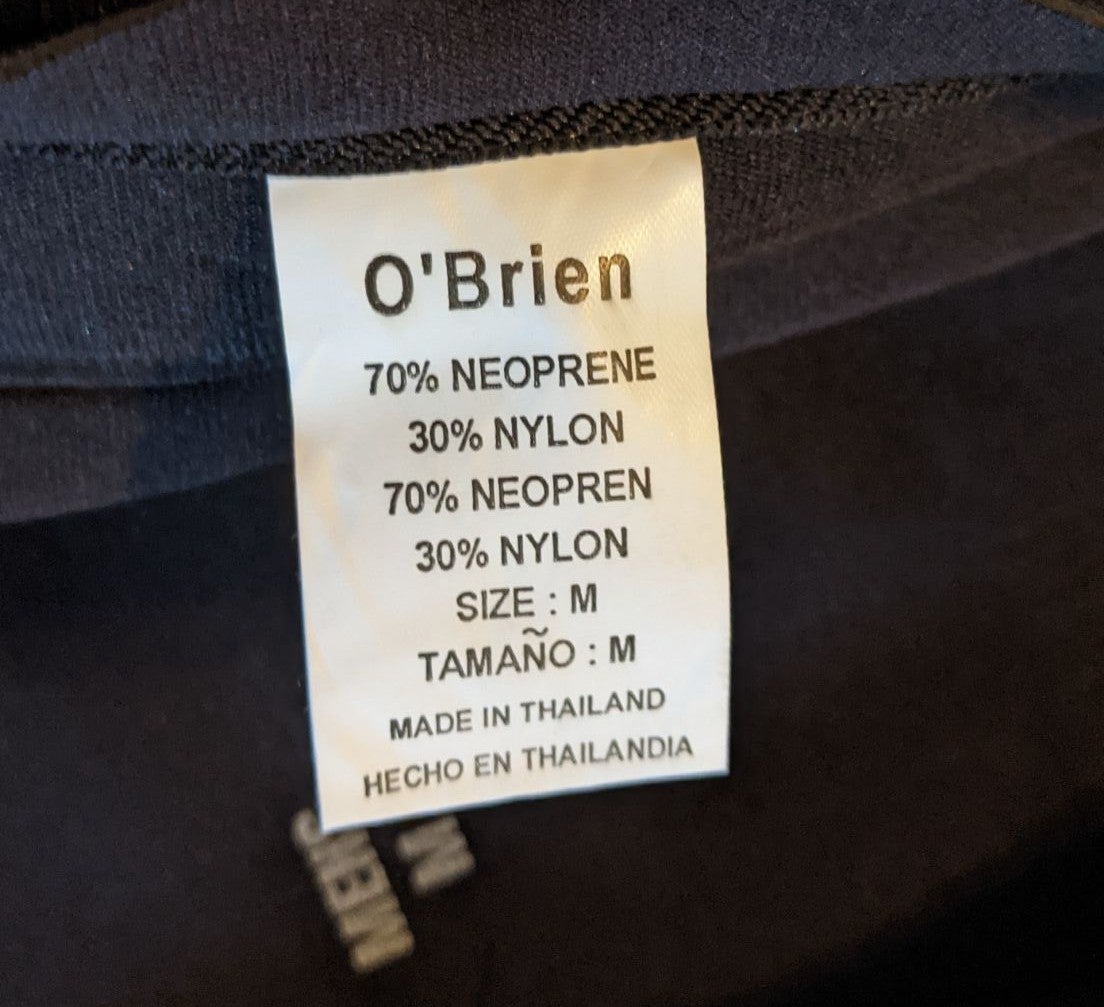 O'Brien
70% NEOPRENE
30% NYLON
70% NEOPREN
30% NYLON
SIZE : M
TAMAÑO : M
MADE IN THAILAND
HECHO EN THAILANDIA
M